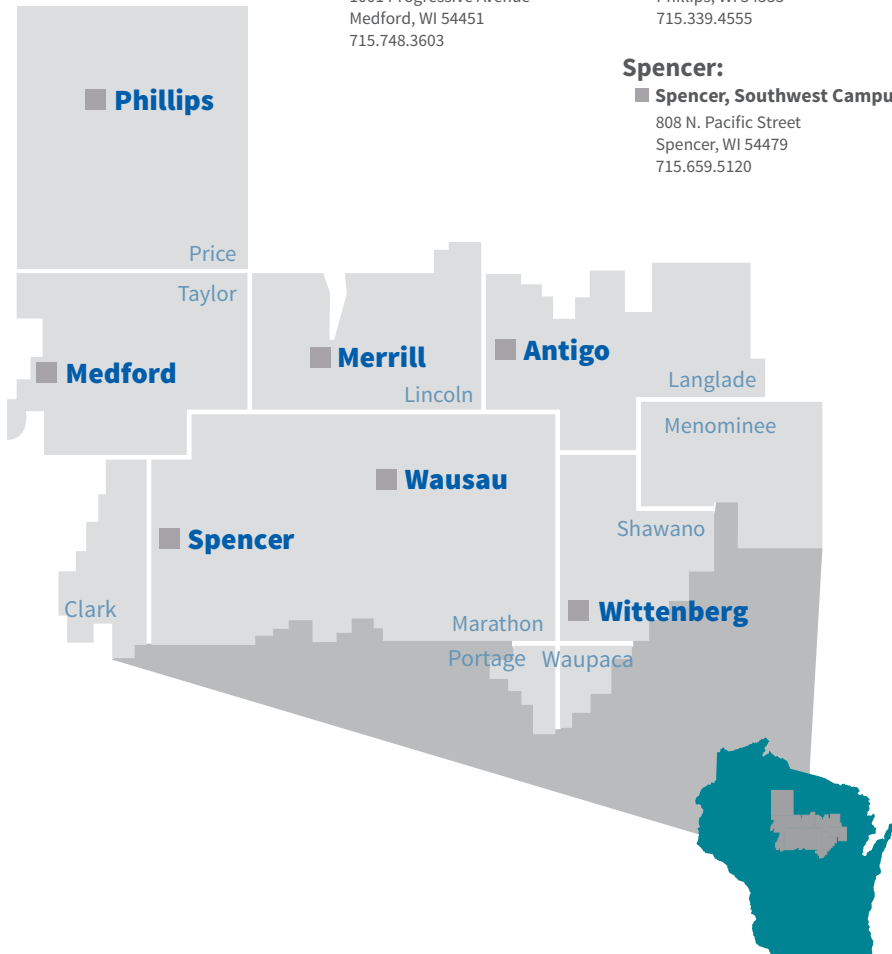 Medford, WI 54451
715.748.3603
715.339.4555
Spencer:
Spencer, Southwest Campu
808 N. Pacific Street
Spencer, WI 54479
715.659.5120
Phillips
Price
Taylor
Medford
Merrill
Antigo
Lincoln
Langlade
Menominee
Wausau
Spencer
Shawano
Clark
Wittenberg
Marathon
Portage
Waupaca